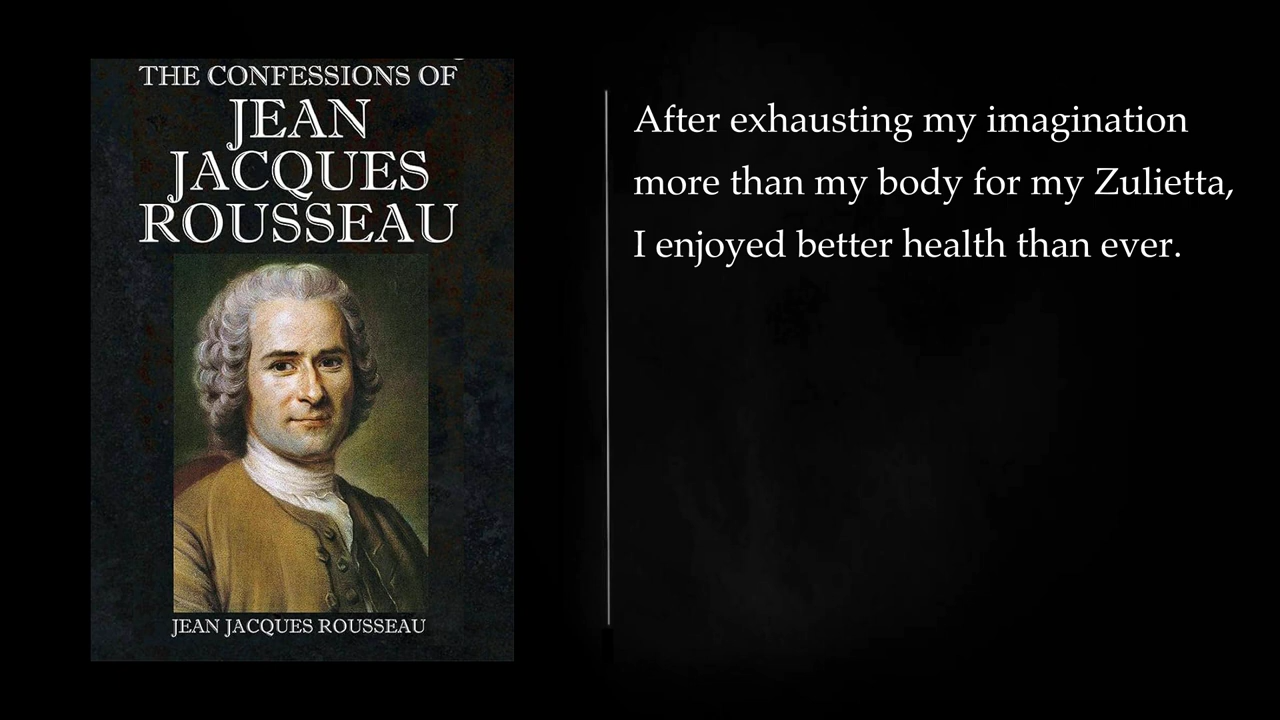 THE CONFESSIONS OF
JEAN
JACQUES
ROUSSEAU
JEAN JACQUES ROUSSEAU
After exhausting my imagination
more than my body for my Zulietta,
I enjoyed better health than ever.